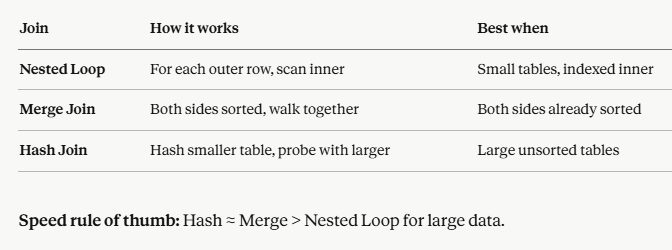 Join How it works Best when
Nested Loop For each outer row, scan inner Small tables, indexed inner
Merge Join Both sides sorted, walk together Both sides already sorted
Hash Join Hash smaller table, probe with larger Large unsorted tables
Speed rule of thumb: Hash ≈ Merge > Nested Loop for large data.